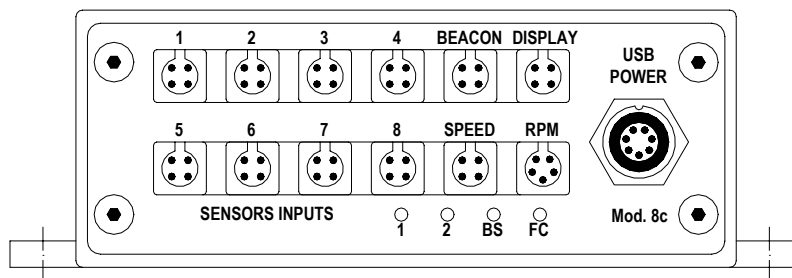 1 2 3 4 BEACON DISPLAY
USB
POWER
5 6 7 8 SPEED RPM
SENSORS INPUTS
1 2 BS FC
Mod. 8c